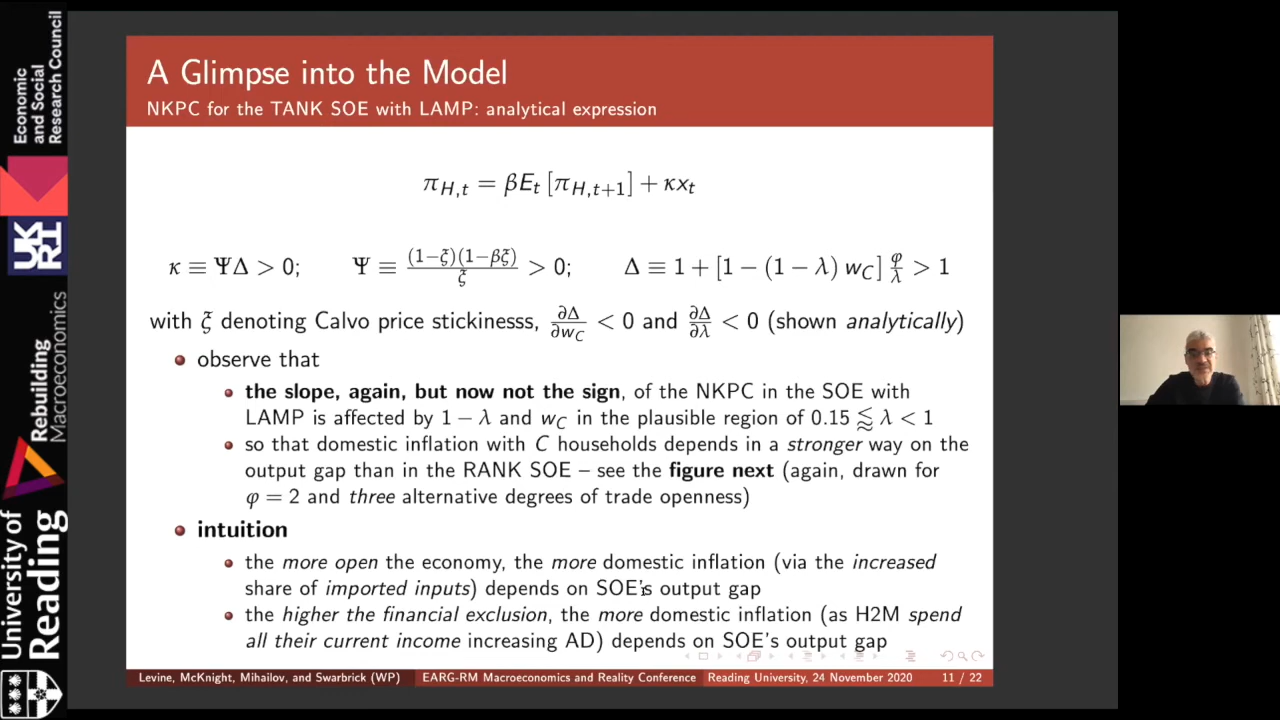 Economic
and Social
Research Council
UKRI
Rebuilding
Macroeconomics
University of
Reading
A Glimpse into the Model
NKPC for the TANK SOE with LAMP: analytical expression
π_{H,t} = βE_t [π_{H,t+1}] + κx_t
κ ≡ ΨΔ > 0; Ψ ≡ (1−ξ)(1−βξ)/ξ > 0; Δ ≡ 1 + [1 − (1 − λ) w_C] φ/λ > 1
with ξ denoting Calvo price stickinesss, ∂Δ/∂w_C < 0 and ∂Δ/∂λ < 0 (shown analytically)
observe that
the slope, again, but now not the sign, of the NKPC in the SOE with
LAMP is affected by 1 − λ and w_C in the plausible region of 0.15 ⪅ λ < 1
so that domestic inflation with C households depends in a stronger way on the
output gap than in the RANK SOE – see the figure next (again, drawn for
φ = 2 and three alternative degrees of trade openness)
intuition
the more open the economy, the more domestic inflation (via the increased
share of imported inputs) depends on SOE's output gap
the higher the financial exclusion, the more domestic inflation (as H2M spend
all their current income increasing AD) depends on SOE's output gap
Levine, McKnight, Mihailov, and Swarbrick (WP) EARG-RM Macroeconomics and Reality Conference Reading University, 24 November 2020 11 / 22